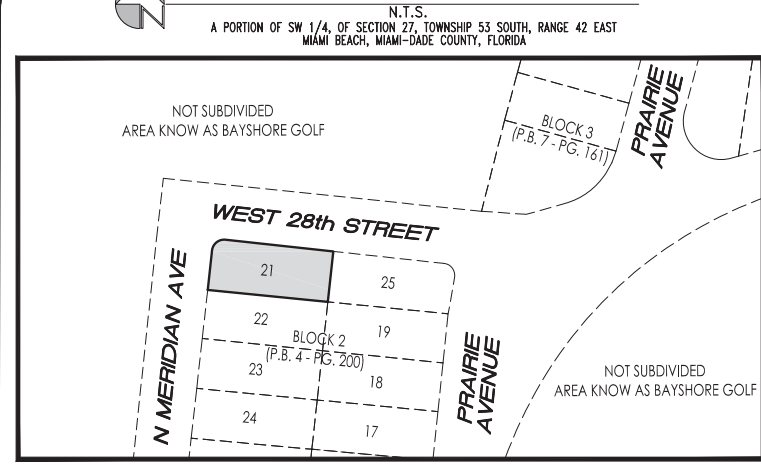 N.T.S.
A PORTION OF SW 1/4, OF SECTION 27, TOWNSHIP 53 SOUTH, RANGE 42 EAST
MIAMI BEACH, MIAMI-DADE COUNTY, FLORIDA
NOT SUBDIVIDED
AREA KNOW AS BAYSHORE GOLF
BLOCK 3
(P.B. 7 - PG. 161)
PRAIRIE
AVENUE
WEST 28th STREET
N MERIDIAN AVE
21
25
22
19
BLOCK 2
(P.B. 4 - PG. 200)
23
18
24
17
PRAIRIE
AVENUE
NOT SUBDIVIDED
AREA KNOW AS BAYSHORE GOLF